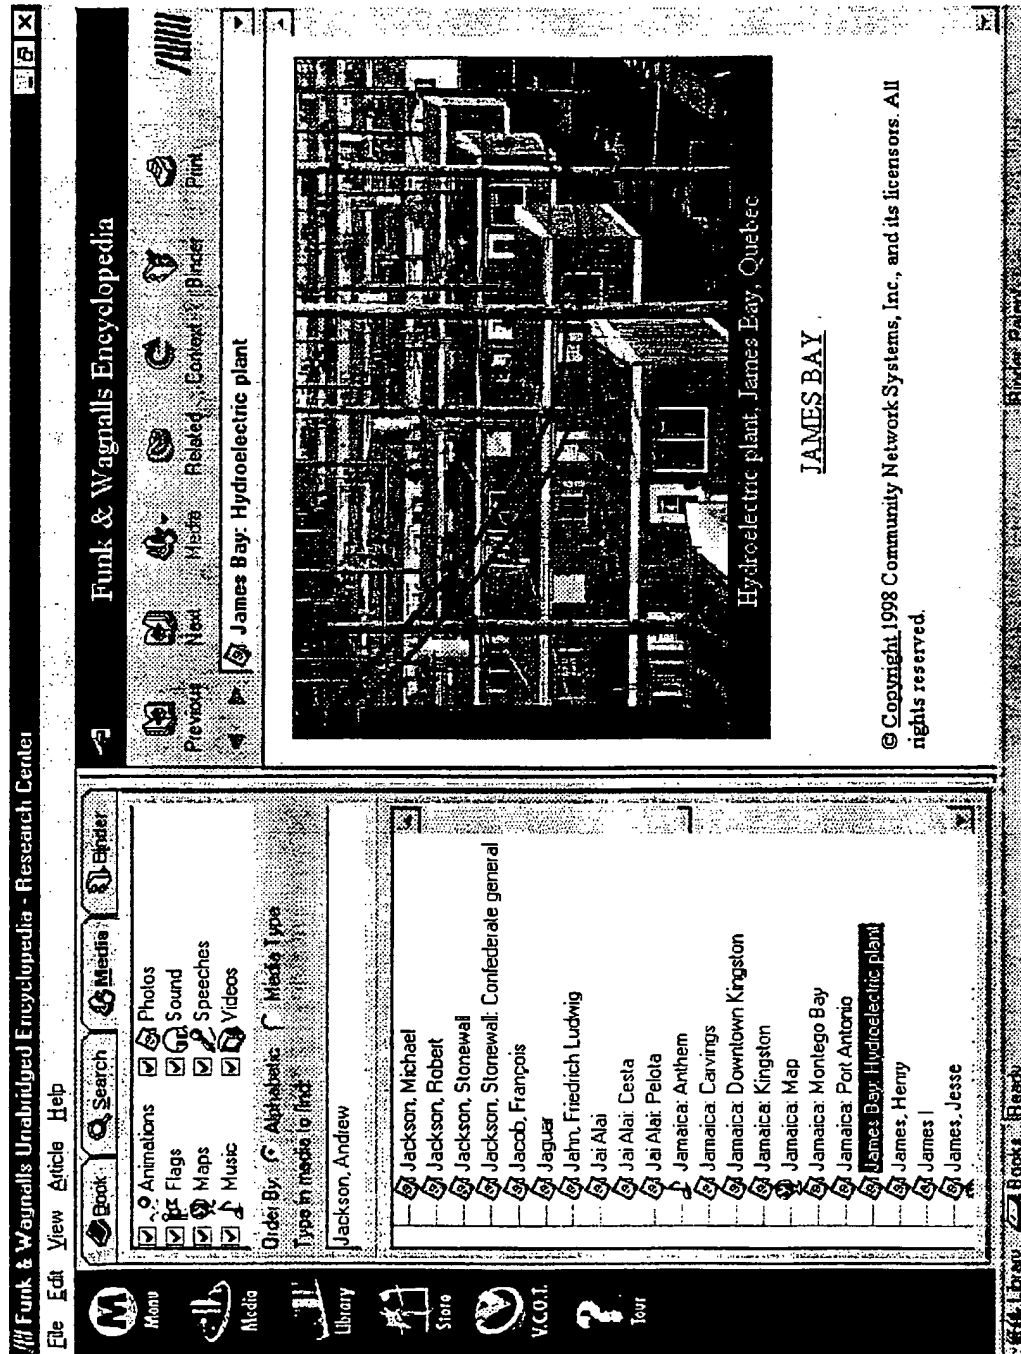 Funk & Wagnalls Unabridged Encyclopedia - Research Center
File Edit View Article Help
Menu
Media
Library
Store
V.C.O.T.
Tour
Book Search Media Binder
Animations Photos
Flags Sound
Maps Speeches
Music Videos
Order By: Alphabetic Media Type
Type in media to find:
Jackson, Andrew
Jackson, Michael
Jackson, Robert
Jackson, Stonewall
Jackson, Stonewall: Confederate general
Jacob, François
Jaguar
Jahn, Friedrich Ludwig
Jai Alai
Jai Alai: Cesta
Jai Alai: Pelota
Jamaica: Anthem
Jamaica: Carvings
Jamaica: Downtown Kingston
Jamaica: Kingston
Jamaica: Map
Jamaica: Montego Bay
Jamaica: Port Antonio
James Bay: Hydroelectric plant
James, Henry
James I
James, Jesse
Funk & Wagnalls Encyclopedia
Previous Next Media Related Context Binder Print
James Bay: Hydroelectric plant
Hydroelectric plant, James Bay, Quebec
JAMES BAY
© Copyright 1998 Community Network Systems, Inc., and its licensors. All
rights reserved.
Library Books Ready